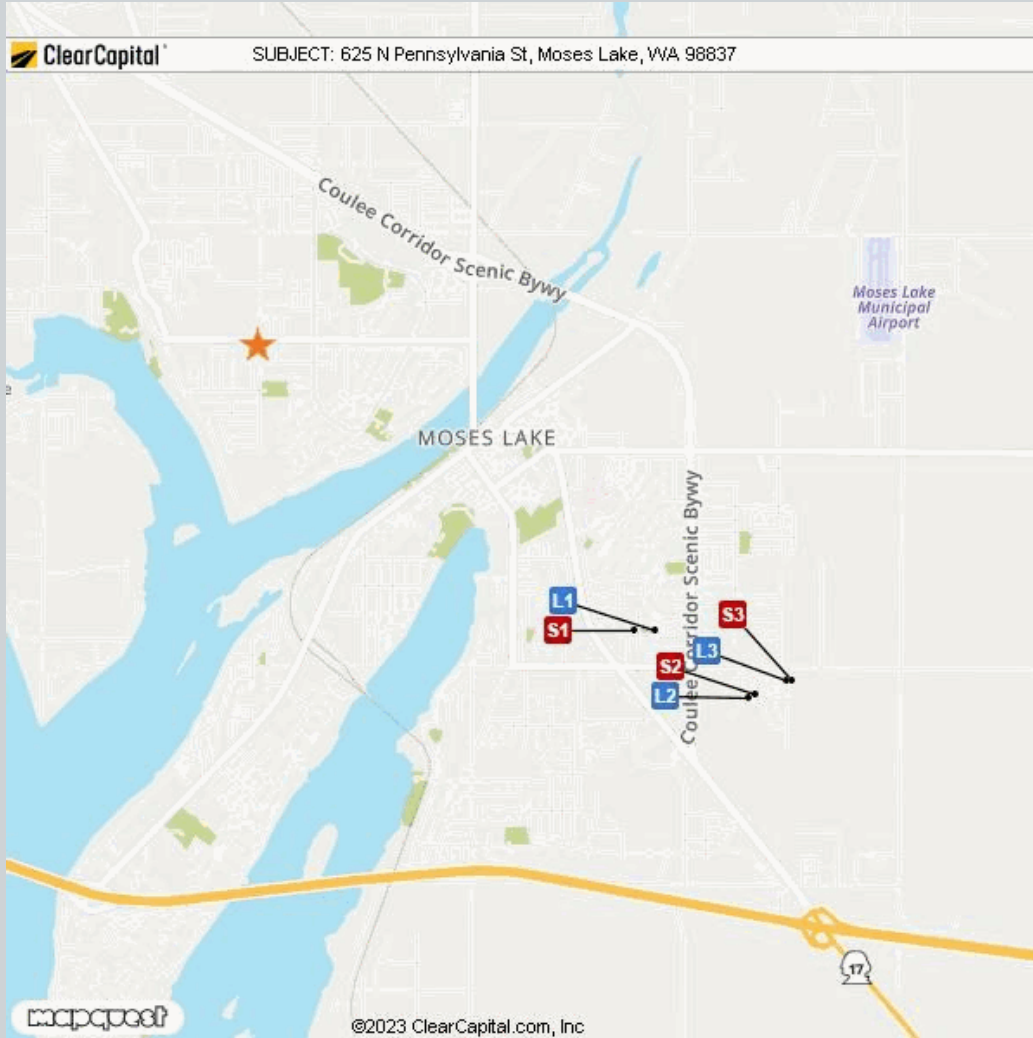 ClearCapital
SUBJECT: 625 N Pennsylvania St, Moses Lake, WA 98837
Coulee Corridor Scenic Bywy
Moses Lake
Municipal
Airport
MOSES LAKE
Coulee Corridor Scenic Bywy
L1
S1
S3
L3
S2
L2
17
mapquest
©2023 ClearCapital.com, Inc